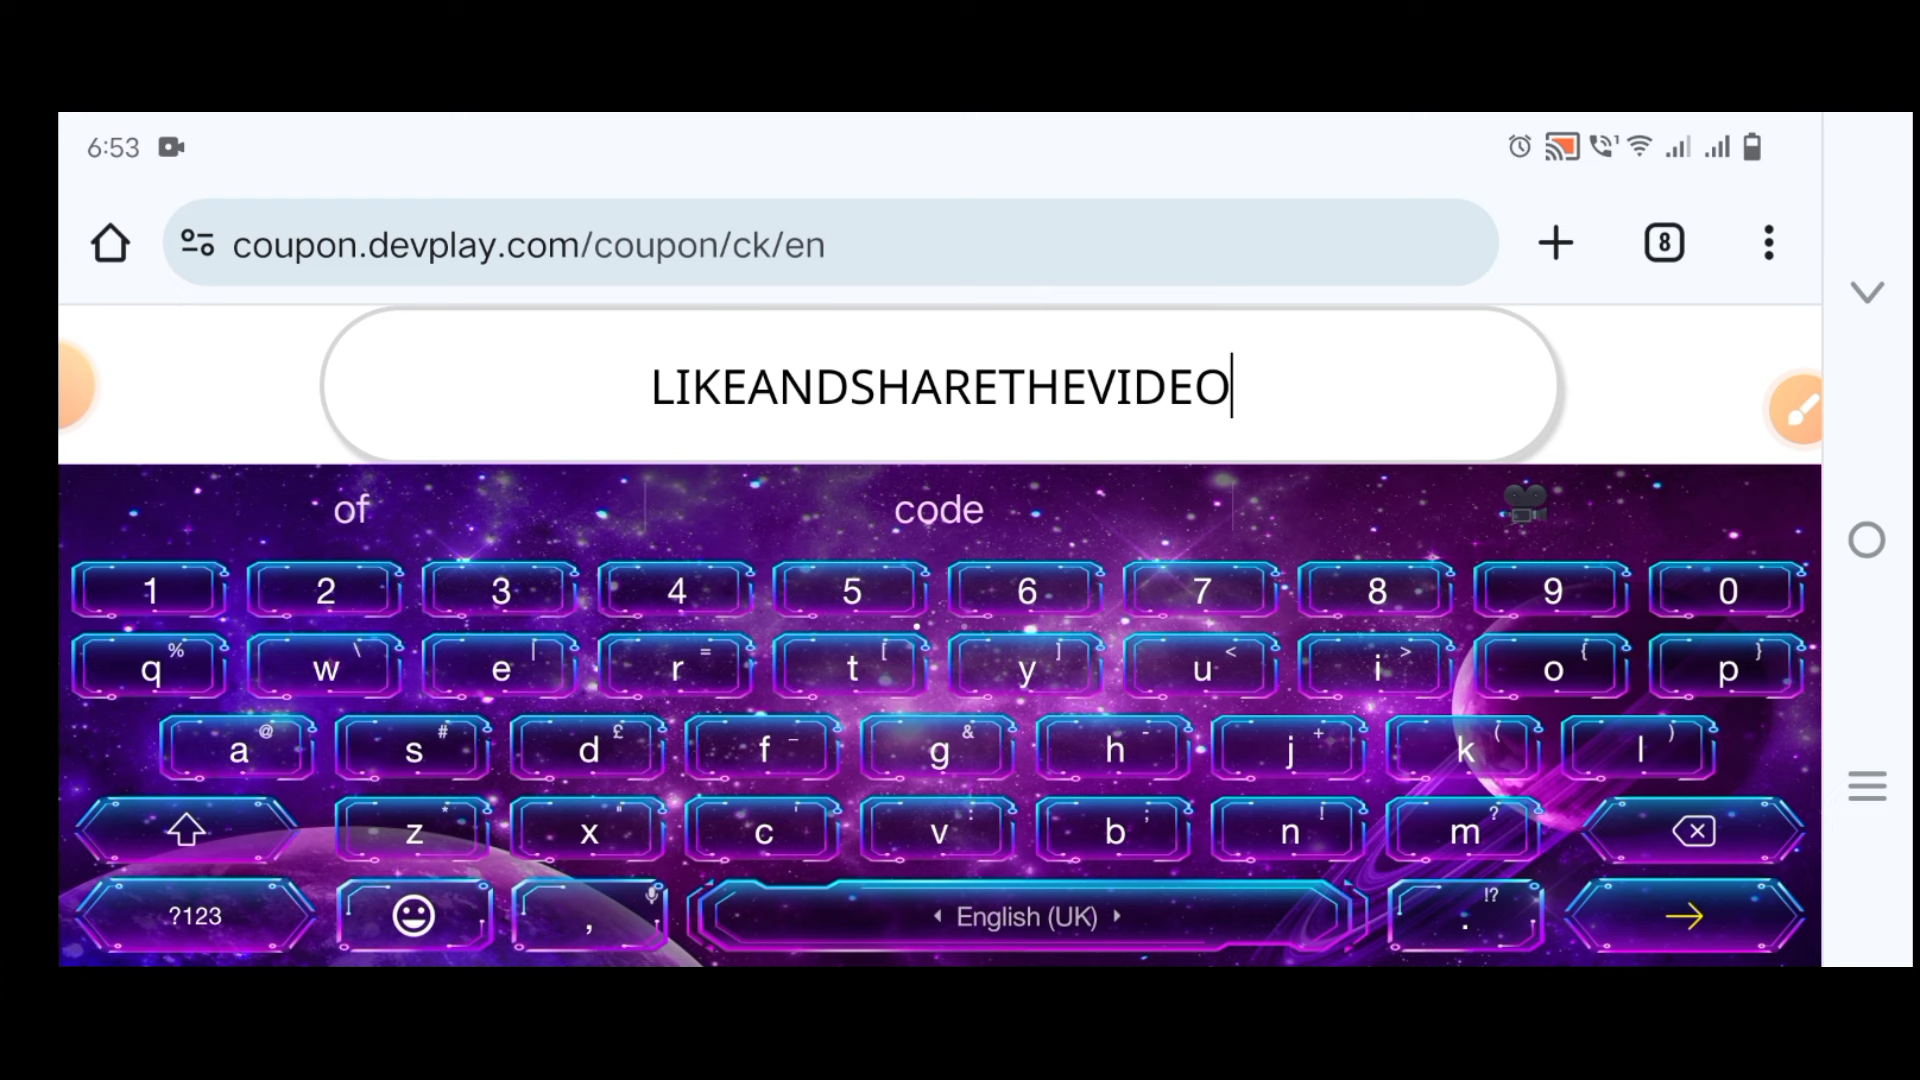 6:53
coupon.devplay.com/coupon/ck/en
8
LIKEANDSHARETHEVIDEO
of code
1 2 3 4 5 6 7 8 9 0
q % w \ e | r = t [ y ] u < i > o { p }
a @ s # d £ f _ g & h - j + k ( l )
z * x " c ' v : b ; n ! m ?
?123 , English (UK) . !?